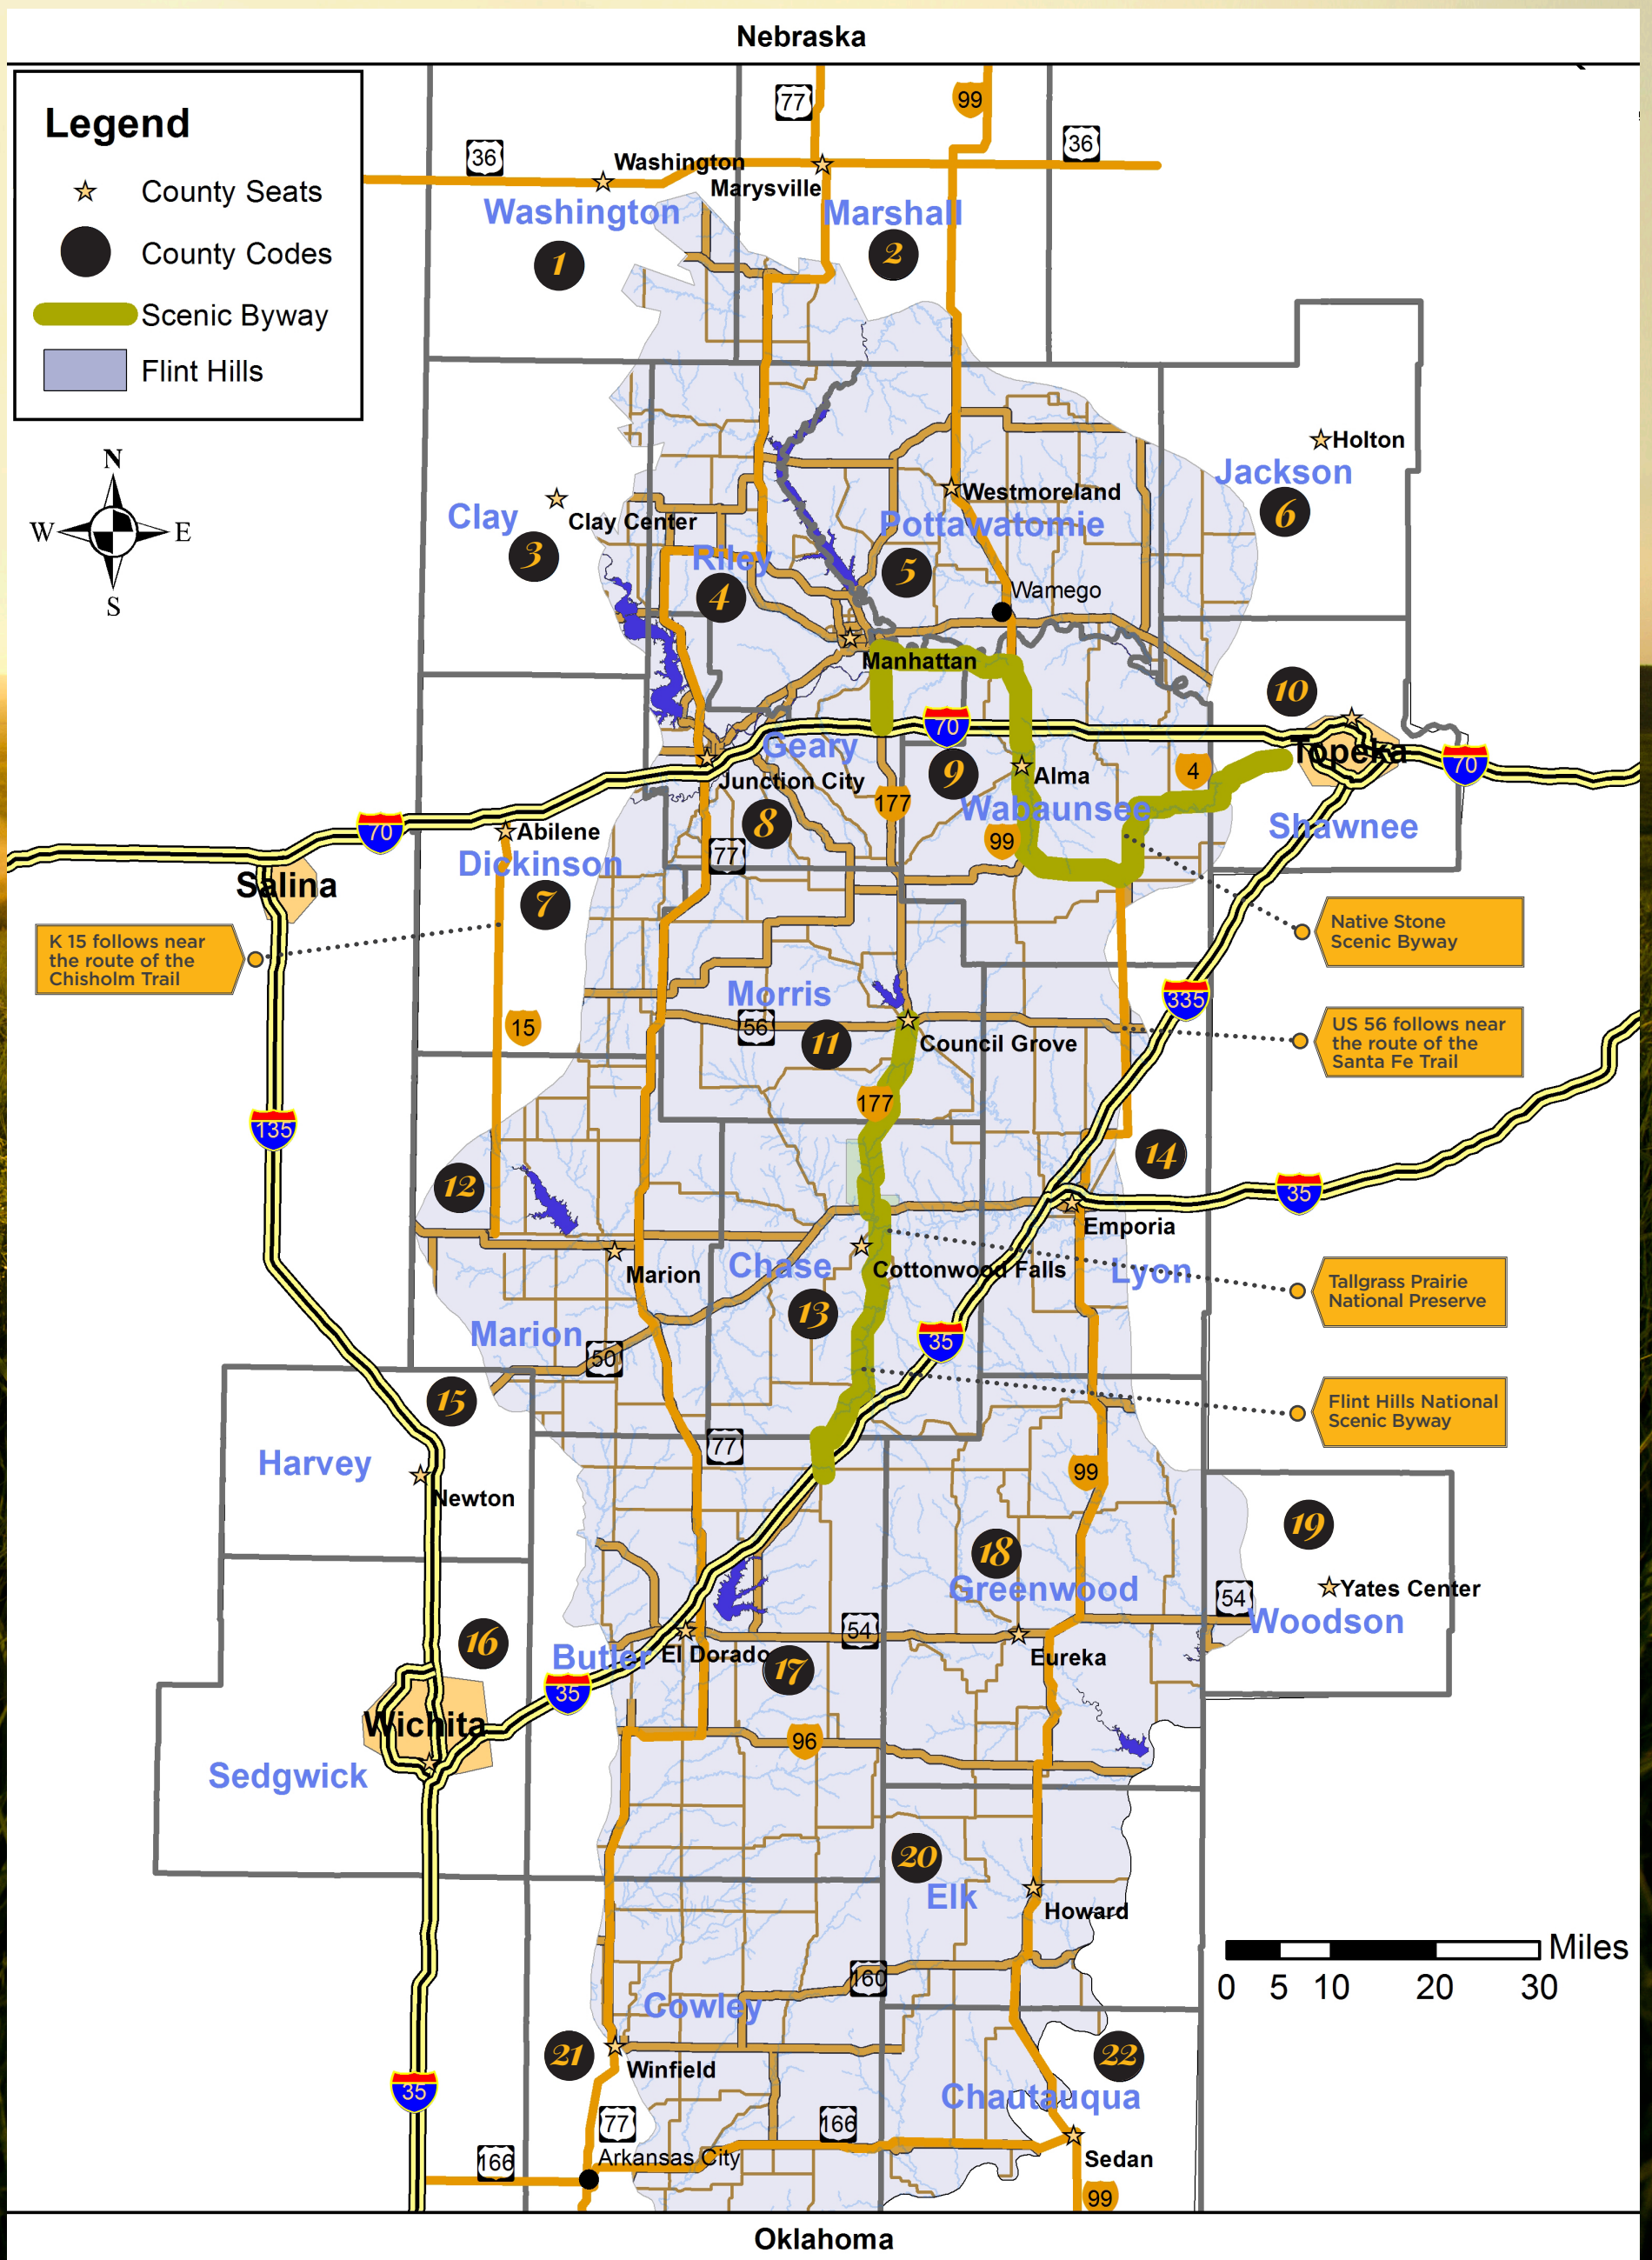 Nebraska
Legend
County Seats
County Codes
Scenic Byway
Flint Hills
N
W
E
S
77
99
36
36
Washington
Marysville
Washington
Marshall
1
2
Holton
Jackson
6
Westmoreland
Pottawatomie
Clay
Clay Center
3
Riley
4
5
Wamego
Manhattan
10
Topeka
70
70
4
Geary
9
Alma
Junction City
177
Wabaunsee
8
99
Shawnee
70
Abilene
77
Dickinson
Salina
7
K 15 follows near
the route of the
Chisholm Trail
Native Stone
Scenic Byway
335
Morris
15
56
11
Council Grove
US 56 follows near
the route of the
Santa Fe Trail
177
135
14
12
35
Emporia
Marion
Chase
Cottonwood Falls
Lyon
Tallgrass Prairie
National Preserve
13
Marion
50
35
15
Flint Hills National
Scenic Byway
Harvey
77
99
Newton
19
18
Greenwood
Yates Center
54
Woodson
16
54
Butler
El Dorado
17
Eureka
35
Wichita
96
Sedgwick
20
Elk
Howard
Miles
0 5 10 20 30
160
Cowley
21
Winfield
22
35
Chautauqua
77
166
166
Arkansas City
Sedan
99
Oklahoma